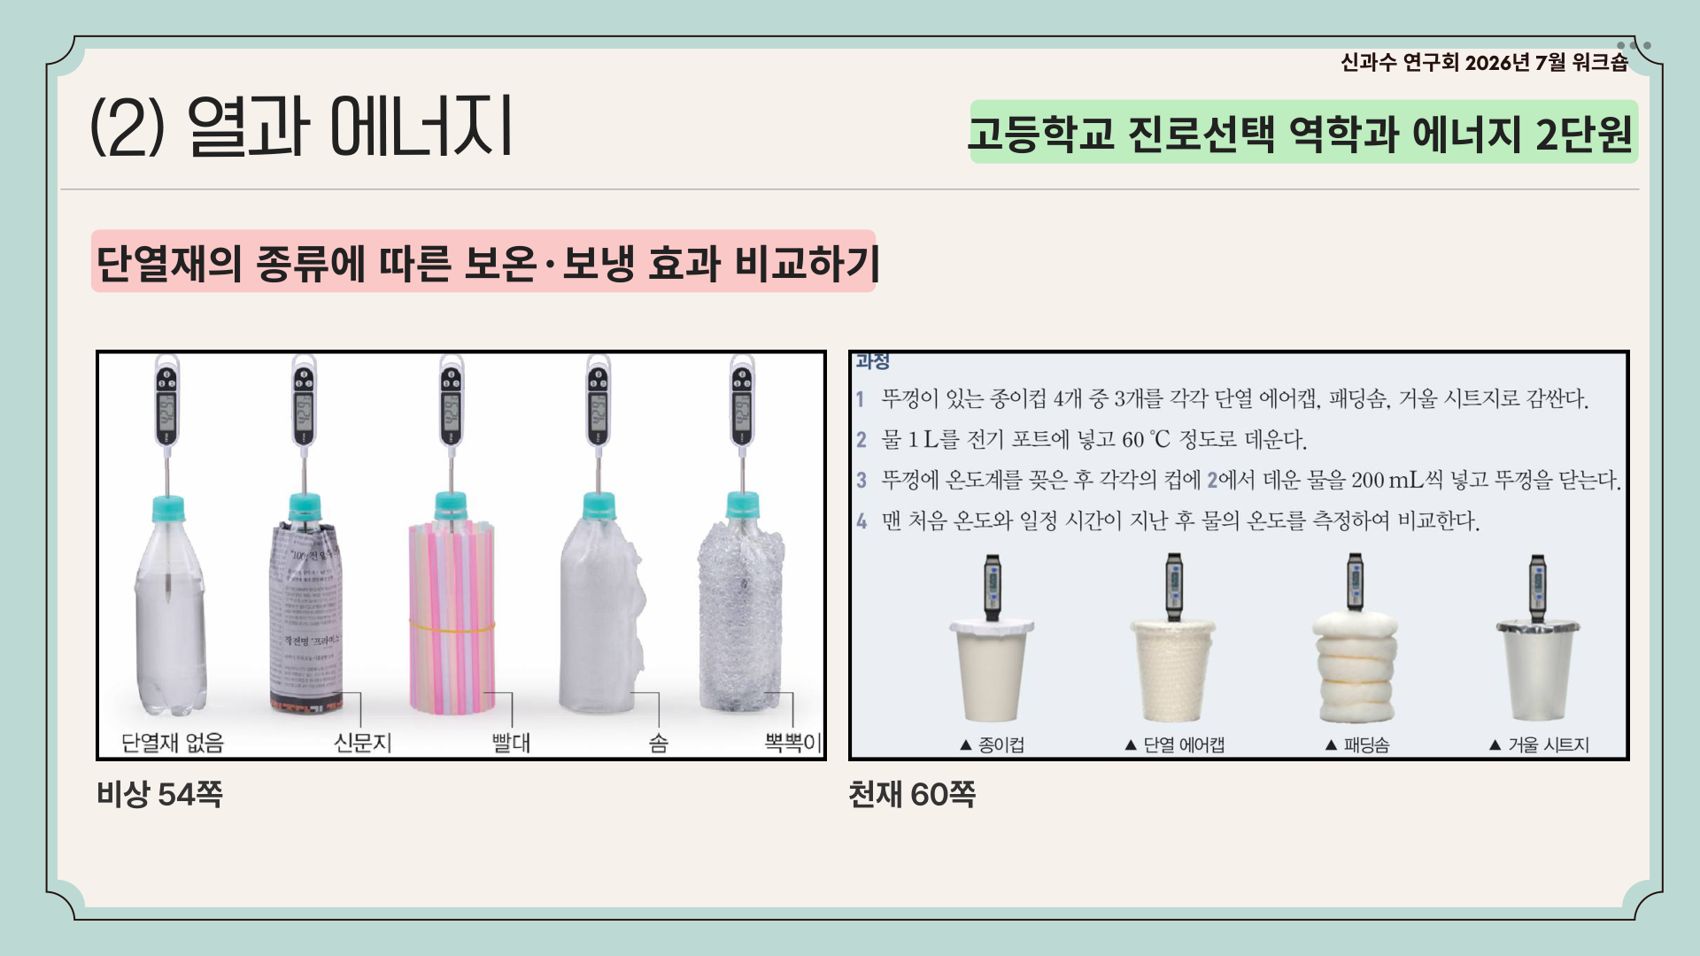 신과수 연구회 2026년 7월 워크숍
(2) 열과 에너지
고등학교 진로선택 역학과 에너지 2단원
단열재의 종류에 따른 보온·보냉 효과 비교하기
단열재 없음
신문지
빨대
솜
뽁뽁이
비상 54쪽
과정
1 뚜껑이 있는 종이컵 4개 중 3개를 각각 단열 에어캡, 패딩솜, 거울 시트지로 감싼다.
2 물 1 L를 전기 포트에 넣고 60 ℃ 정도로 데운다.
3 뚜껑에 온도계를 꽂은 후 각각의 컵에 2에서 데운 물을 200 mL씩 넣고 뚜껑을 닫는다.
4 맨 처음 온도와 일정 시간이 지난 후 물의 온도를 측정하여 비교한다.
▲ 종이컵
▲ 단열 에어캡
▲ 패딩솜
▲ 거울 시트지
천재 60쪽